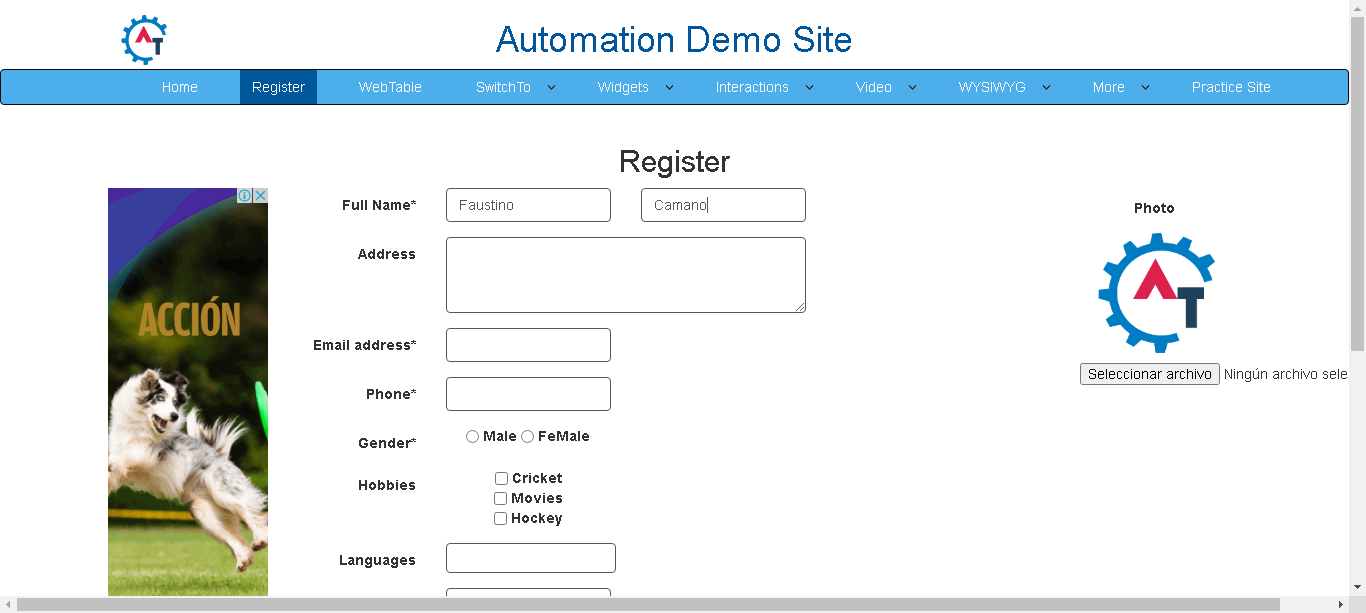 Automation Demo Site
Home Register WebTable SwitchTo Widgets Interactions Video WYSIWYG More Practice Site
Register
Full Name* Faustino Camano
Photo
Address
ACCIÓN
Email address*
Seleccionar archivo Ningún archivo sele
Phone*
Gender* Male FeMale
Hobbies Cricket
Movies
Hockey
Languages